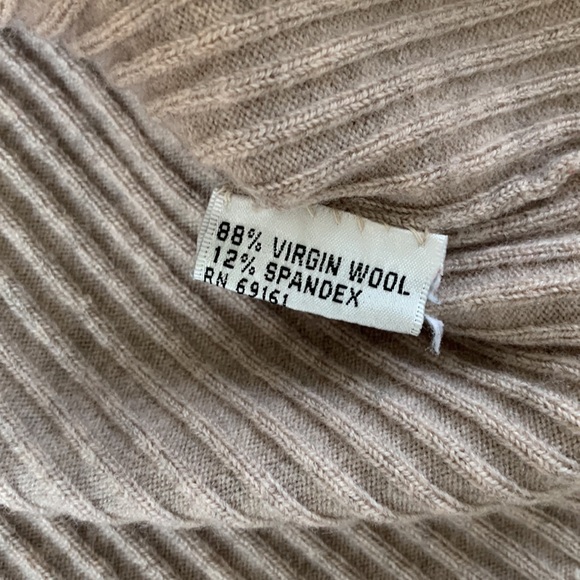 88% VIRGIN WOOL
12% SPANDEX
RN 69161